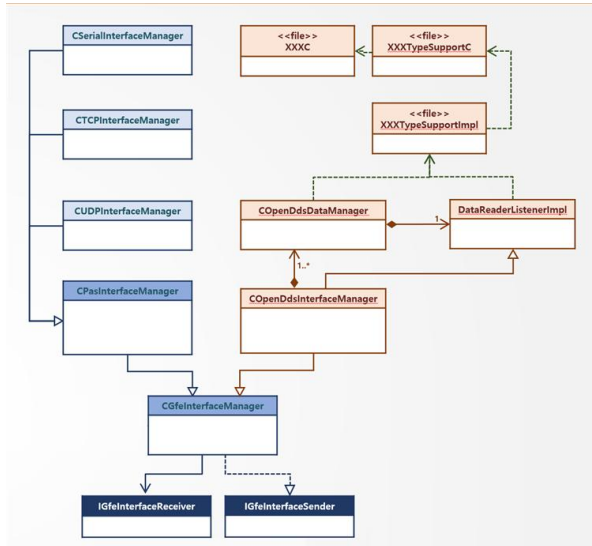 CSerialInterfaceManager
<<file>>
XXXC
<<file>>
XXXTypeSupportC
CTCPInterfaceManager
<<file>>
XXXTypeSupportImpl
CUDPInterfaceManager
COpenDdsDataManager
1
DataReaderListenerImpl
1..*
CPasInterfaceManager
COpenDdsInterfaceManager
CGfeInterfaceManager
IGfeInterfaceReceiver
IGfeInterfaceSender